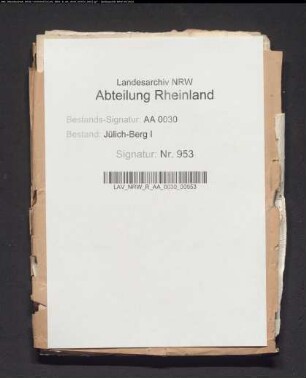 Landesarchiv NRW
Abteilung Rheinland
Bestands-Signatur: AA 0030
Bestand: Jülich-Berg I
Signatur: Nr. 953
LAV_NRW_R_AA_0030_00953